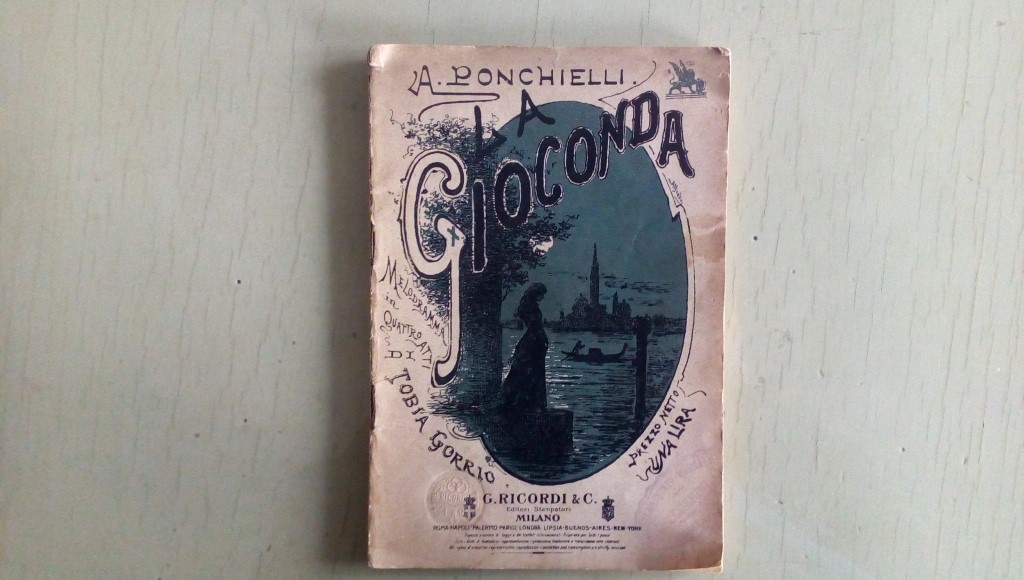 A. PONCHIELLI.
LA
GIOCONDA
MELODRAMMA
in
QUATTRO ATTI
DI
TOBIA GORRIO
PREZZO NETTO
UNA LIRA
G. RICORDI & C.
Editori Stampatori
MILANO
ROMA-NAPOLI-PALERMO-PARIGI-LONDRA-LIPSIA-BUENOS-AIRES-NEW-YORK